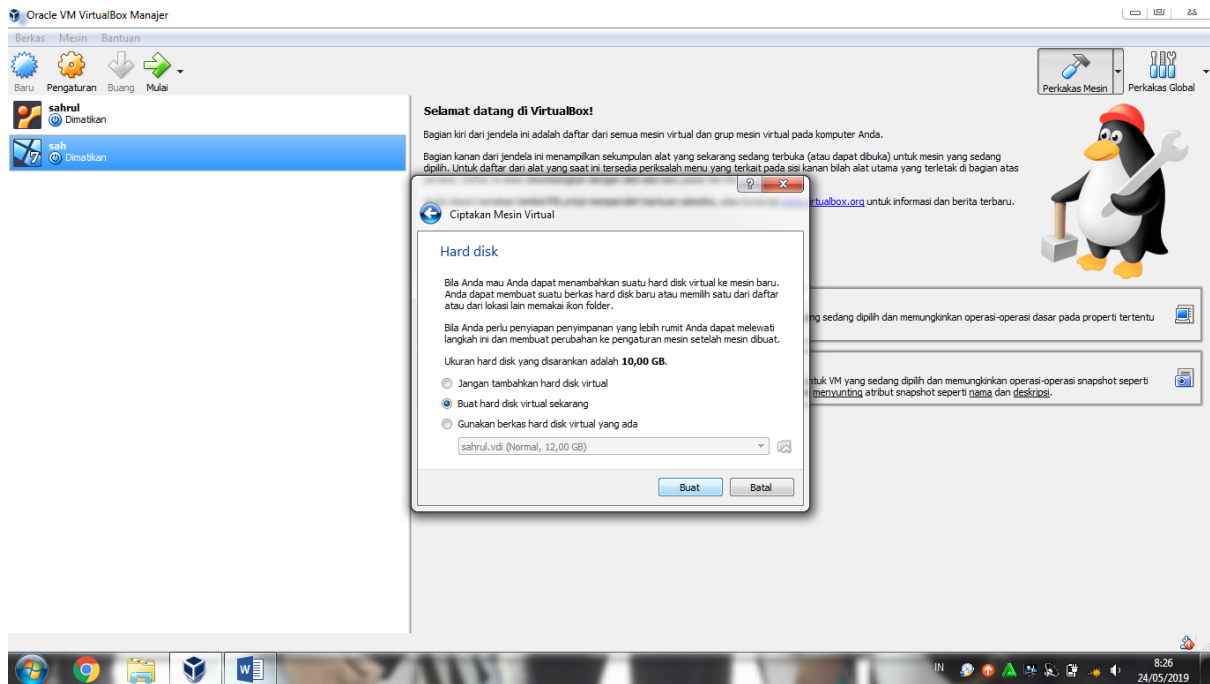 Oracle VM VirtualBox Manajer
Berkas Mesin Bantuan
Baru Pengaturan Buang Mulai
Perkakas Mesin Perkakas Global
sahrul
Dimatikan
sah
Dimatikan
Selamat datang di VirtualBox!
Bagian kiri dari jendela ini adalah daftar dari semua mesin virtual dan grup mesin virtual pada komputer Anda.
Bagian kanan dari jendela ini menampilkan sekumpulan alat yang sekarang sedang terbuka (atau dapat dibuka) untuk mesin yang sedang
dipilih. Untuk daftar dari alat yang saat ini tersedia periksalah menu yang terkait pada sisi kanan bilah alat utama yang terletak di bagian atas
rtualbox.org untuk informasi dan berita terbaru.
Ciptakan Mesin Virtual
Hard disk
Bila Anda mau Anda dapat menambahkan suatu hard disk virtual ke mesin baru.
Anda dapat membuat suatu berkas hard disk baru atau memilih satu dari daftar
atau dari lokasi lain memakai ikon folder.
Bila Anda perlu penyiapan penyimpanan yang lebih rumit Anda dapat melewati
langkah ini dan membuat perubahan ke pengaturan mesin setelah mesin dibuat.
Ukuran hard disk yang disarankan adalah 10,00 GB.
Jangan tambahkan hard disk virtual
Buat hard disk virtual sekarang
Gunakan berkas hard disk virtual yang ada
sahrul.vdi (Normal, 12,00 GB)
Buat Batal
ng sedang dipilih dan memungkinkan operasi-operasi dasar pada properti tertentu
tuk VM yang sedang dipilih dan memungkinkan operasi-operasi snapshot seperti
menyunting atribut snapshot seperti nama dan deskripsi.
IN
8:26
24/05/2019